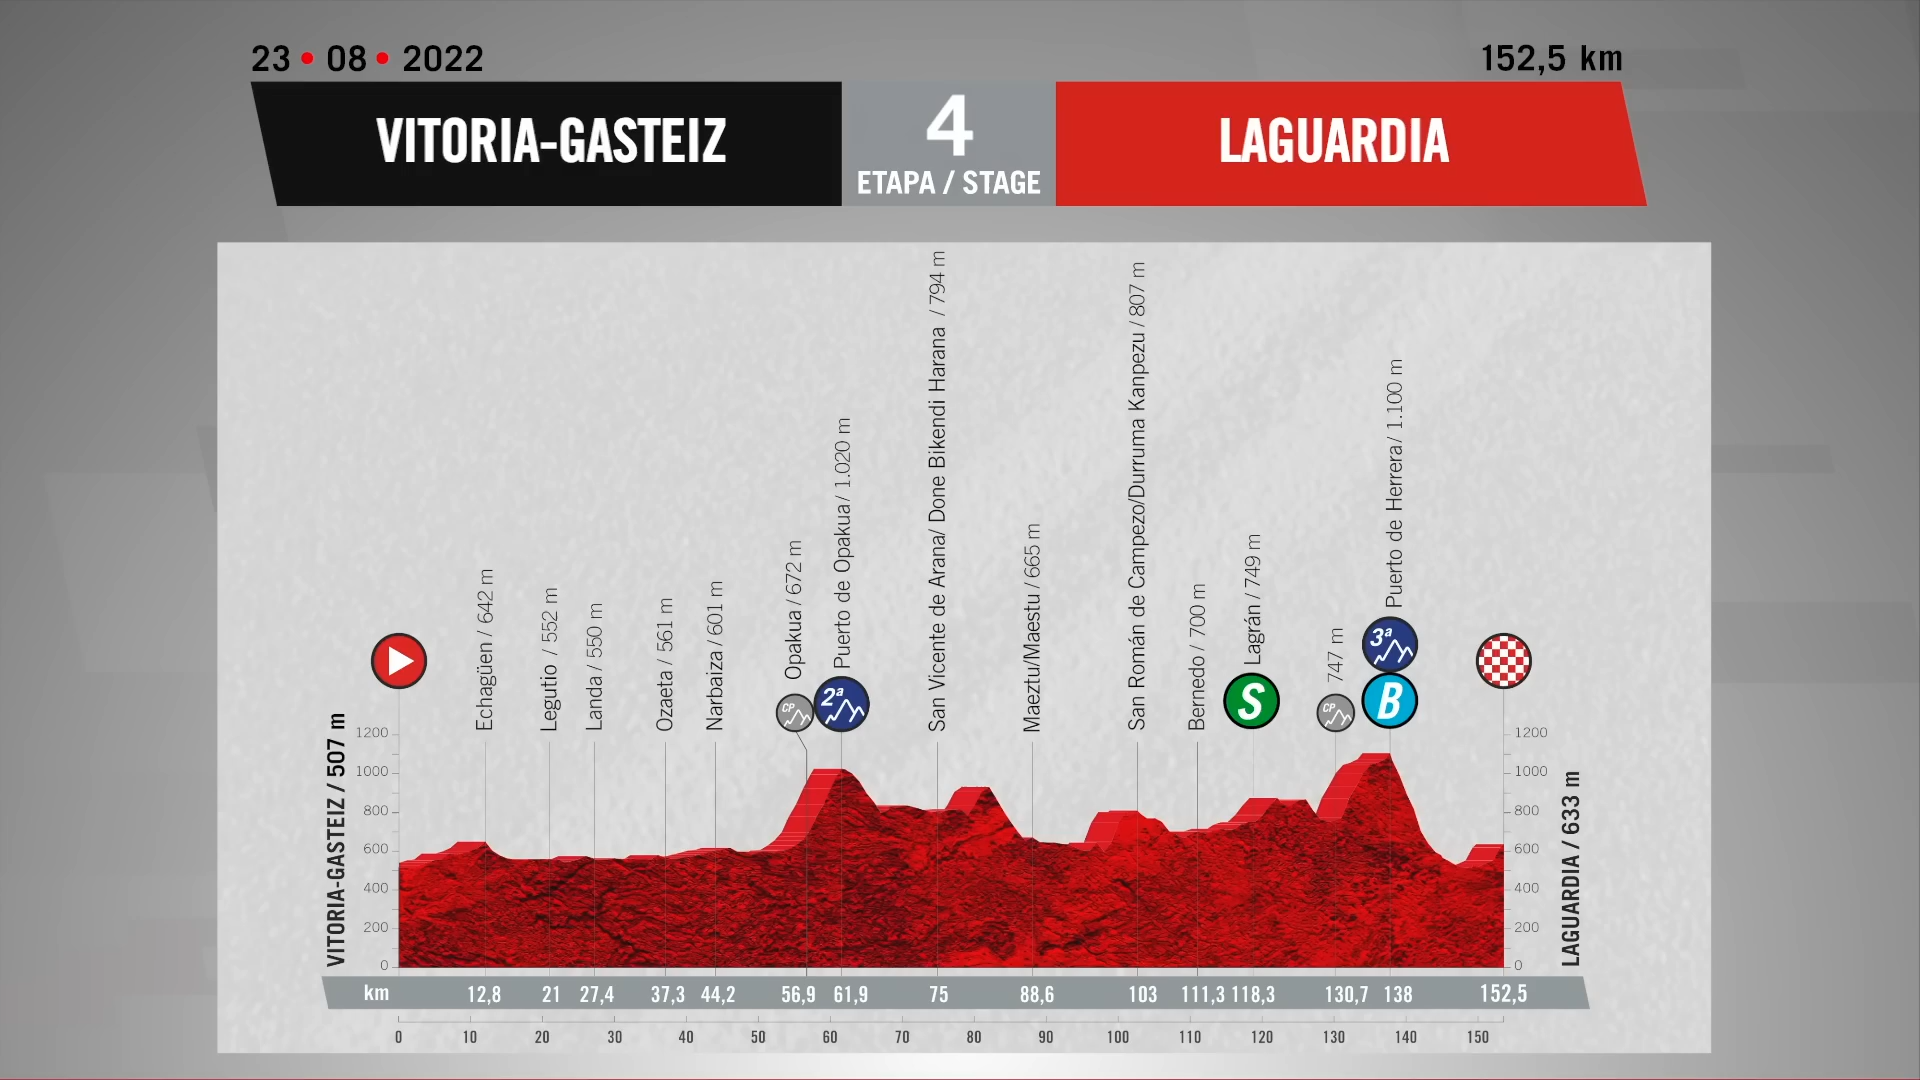 23 • 08 • 2022
152,5 km
VITORIA-GASTEIZ
4
ETAPA / STAGE
LAGUARDIA
VITORIA-GASTEIZ / 507 m
Echagüen / 642 m
Legutio / 552 m
Landa / 550 m
Ozaeta / 561 m
Narbaiza / 601 m
Opakua / 672 m
CP
Puerto de Opakua/ 1.020 m
2ª
San Vicente de Arana/ Done Bikendi Harana / 794 m
Maeztu/Maestu / 665 m
San Román de Campezo/Durruma Kanpezu / 807 m
Bernedo / 700 m
Lagrán / 749 m
S
747 m
CP
Puerto de Herrera/ 1.100 m
3ª
B
LAGUARDIA / 633 m
1200
1000
800
600
400
200
0
1200
1000
800
600
400
200
0
km 12,8 21 27,4 37,3 44,2 56,9 61,9 75 88,6 103 111,3 118,3 130,7 138 152,5
0 10 20 30 40 50 60 70 80 90 100 110 120 130 140 150